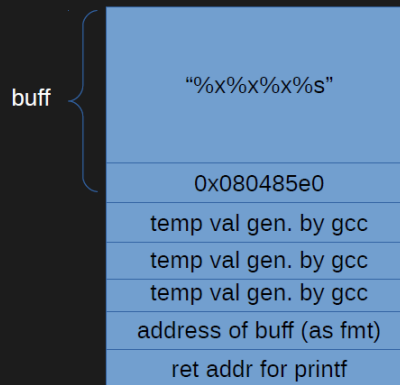 “%x%x%x%s”
buff
0x080485e0
temp val gen. by gcc
temp val gen. by gcc
temp val gen. by gcc
address of buff (as fmt)
ret addr for printf